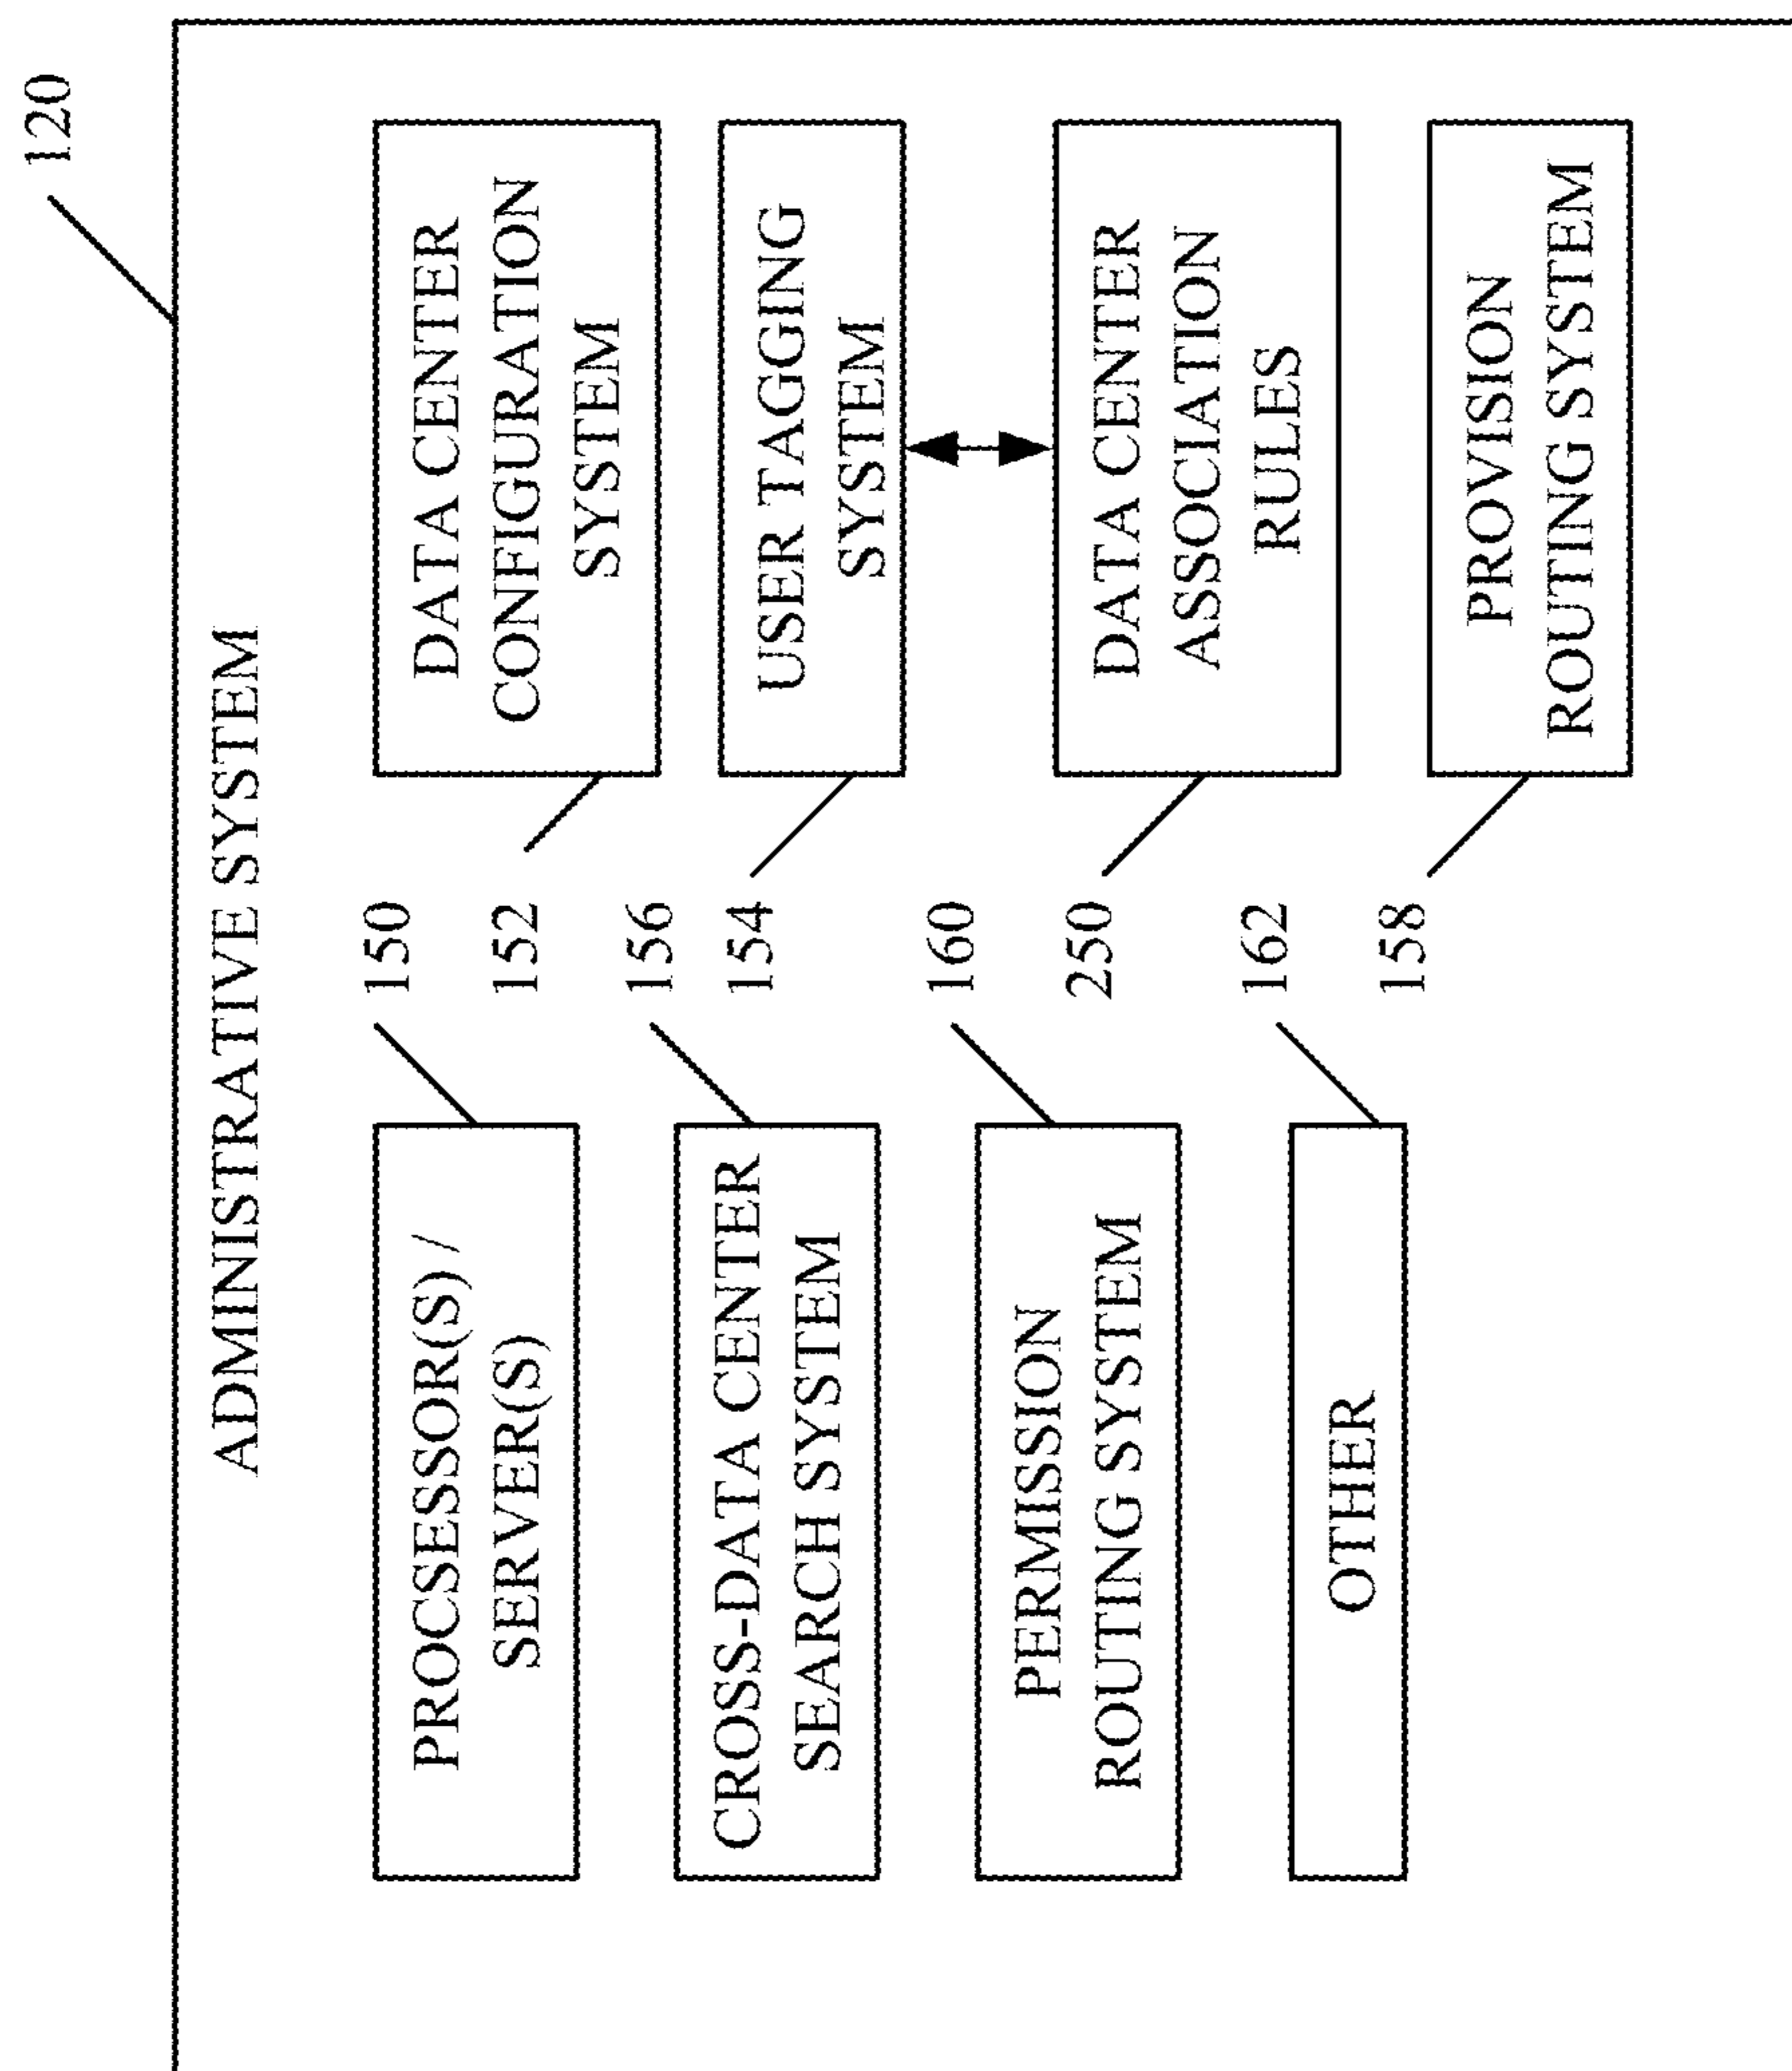 120
ADMINISTRATIVE SYSTEM
PROCSESSOR(S) /
SERVER(S)
150
DATA CENTER
CONFIGURATION
SYSTEM
152
CROSS-DATA CENTER
SEARCH SYSTEM
156
USER TAGGING
SYSTEM
154
PERMISSION
ROUTING SYSTEM
160
DATA CENTER
ASSOCIATION
RULES
250
OTHER
162
PROVISION
ROUTING SYSTEM
158